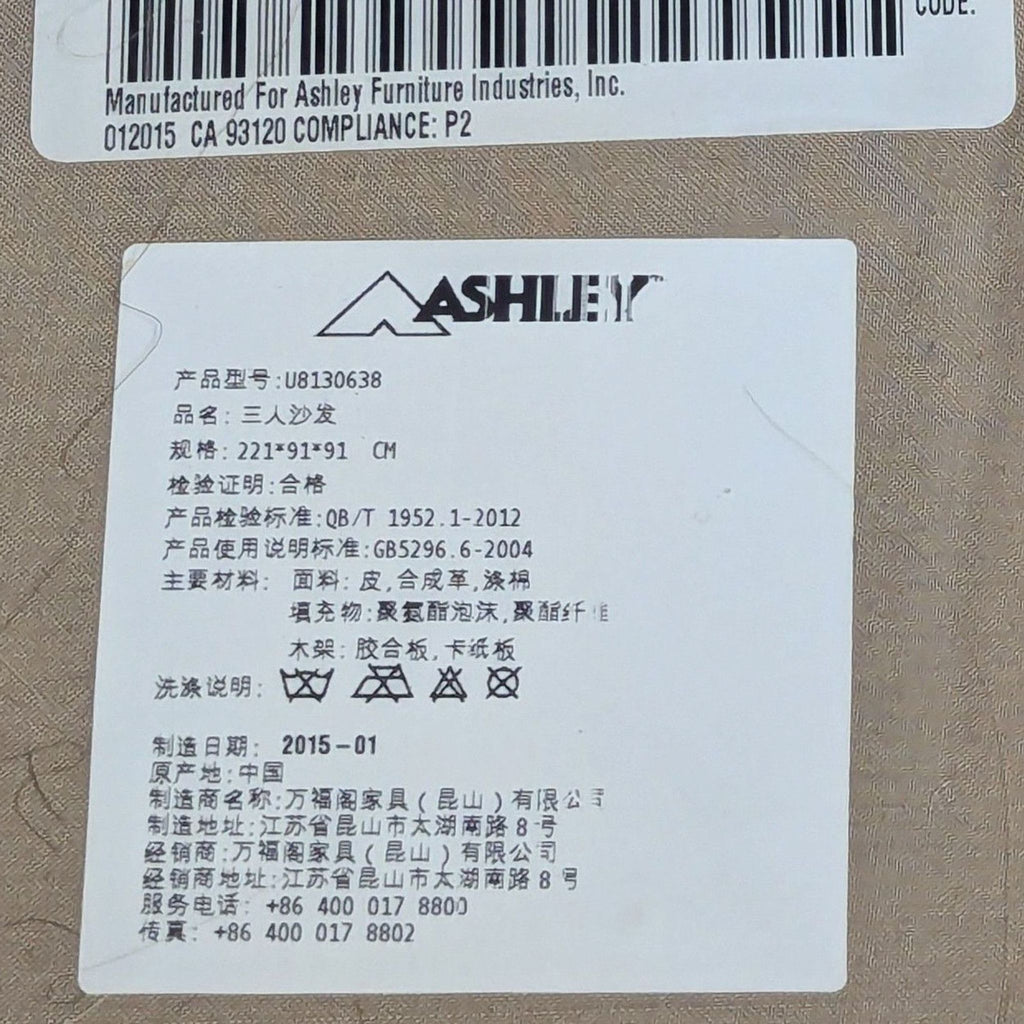 CODE.
Manufactured For Ashley Furniture Industries, Inc.
012015 CA 93120 COMPLIANCE: P2
ASHLEY
产品型号:U8130638
品名: 三人沙发
规格: 221*91*91 CM
检验证明:合格
产品检验标准:QB/T 1952.1-2012
产品使用说明标准:GB5296.6-2004
主要材料: 面料: 皮,合成革,涤棉
填充物:聚氨酯泡沫,聚酯纤维
木架: 胶合板,卡纸板
洗涤说明:
制造日期: 2015-01
原产地:中国
制造商名称:万福阁家具(昆山)有限公司
制造地址:江苏省昆山市太湖南路8号
经销商:万福阁家具(昆山)有限公司
经销商地址:江苏省昆山市太湖南路8号
服务电话: +86 400 017 8800
传真: +86 400 017 8802